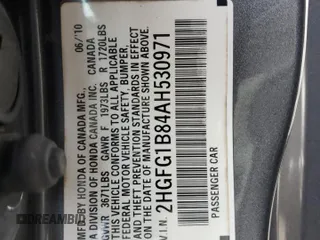 MFD BY HONDA OF CANADA MFG. 06/10
A DIVISION OF HONDA CANADA INC. CANADA
GVWR 3671LBS GAWR F 1973LBS R 1720LBS
THIS VEHICLE CONFORMS TO ALL APPLICABLE
FEDERAL MOTOR VEHICLE SAFETY, BUMPER,
AND THEFT PREVENTION STANDARDS IN EFFECT
ON THE DATE OF MANUFACTURE SHOWN ABOVE.
V.I.N. 2HGFG1B84AH530971
PASSENGER CAR